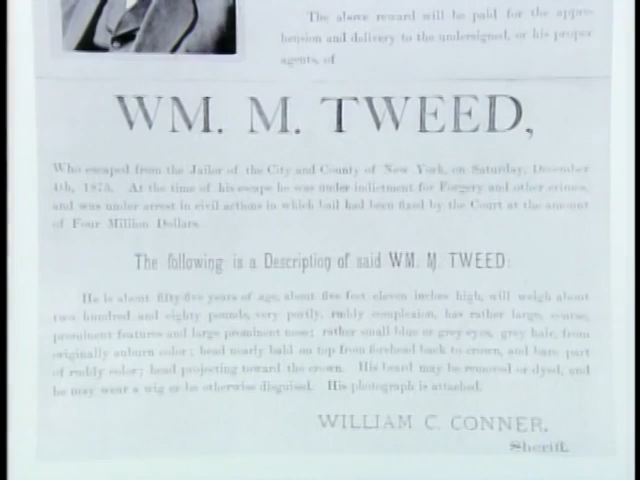 The above reward will be paid for the appre-
hension and delivery to the undersigned, or his proper
agents, of
WM. M. TWEED,
Who escaped from the Jailor of the City and County of New York, on Saturday, December
4th, 1875. At the time of his escape he was under indictment for Forgery and other crimes,
and was under arrest in civil actions in which bail had been fixed by the Court at the amount
of Four Million Dollars.
The following is a Description of said WM. M. TWEED:
He is about fifty-five years of age, about five feet eleven inches high, will weigh about
two hundred and eighty pounds, very portly, ruddy complexion, has rather large, coarse,
prominent features and large prominent nose; rather small blue or grey eyes, grey hair, from
originally auburn color; head nearly bald on top from forehead back to crown, and bare part
of ruddy color; head projecting toward the crown. His beard may be removed or dyed, and
he may wear a wig or be otherwise disguised. His photograph is attached.
WILLIAM C. CONNER,
Sheriff.